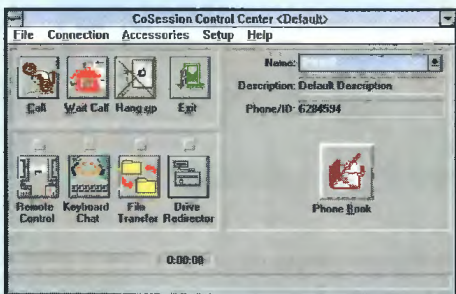 CoSession Control Center <Default>
File Connection Accessories Setup Help
Call Wait Call Hang up Exit
Name:
Description: Default Description
Phone/ID: 6284594
Remote Control Keyboard Chat File Transfer Drive Redirector
Phone Book
0:00:00